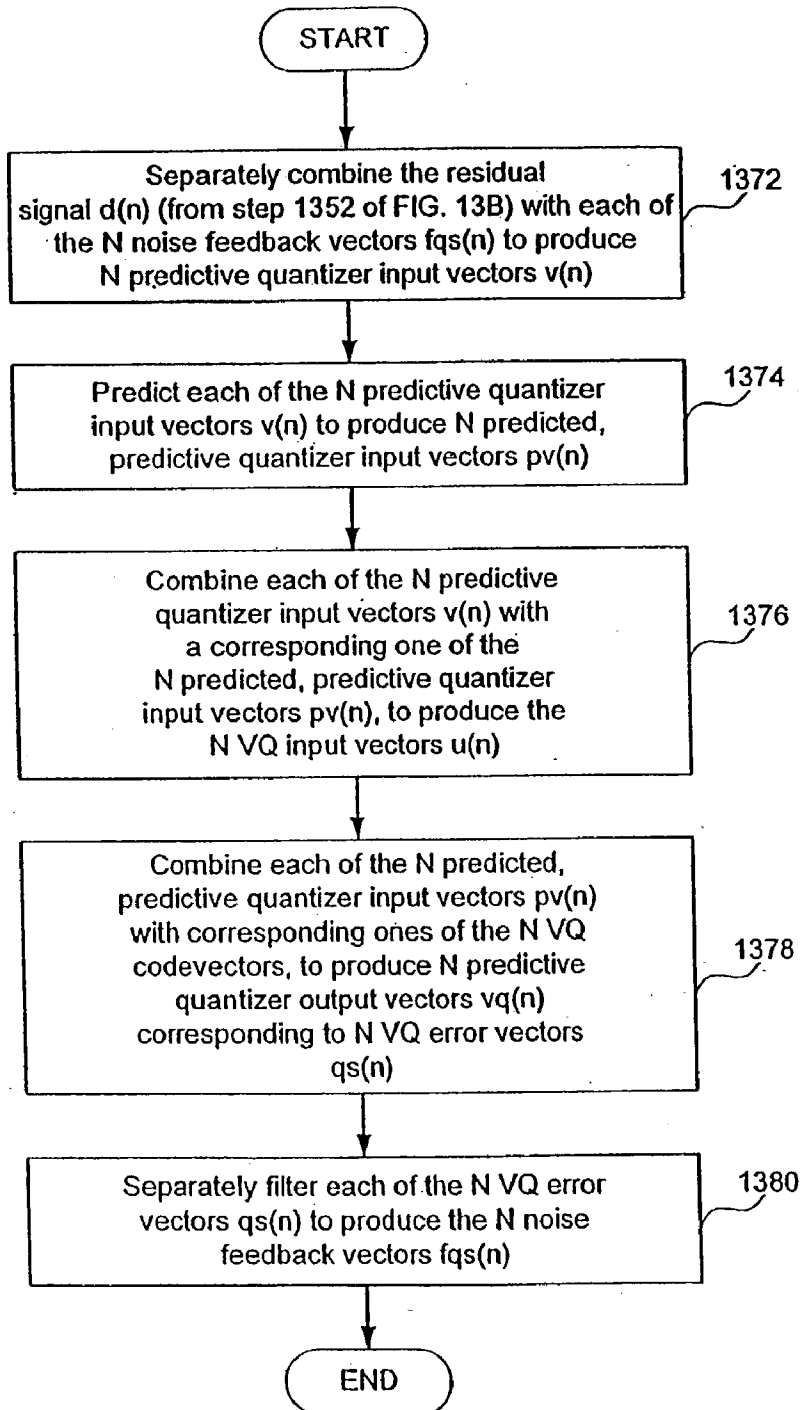 START
Separately combine the residual
signal d(n) (from step 1352 of FIG. 13B) with each of
the N noise feedback vectors fqs(n) to produce
N predictive quantizer input vectors v(n)
1372
Predict each of the N predictive quantizer
input vectors v(n) to produce N predicted,
predictive quantizer input vectors pv(n)
1374
Combine each of the N predictive
quantizer input vectors v(n) with
a corresponding one of the
N predicted, predictive quantizer
input vectors pv(n), to produce the
N VQ input vectors u(n)
1376
Combine each of the N predicted,
predictive quantizer input vectors pv(n)
with corresponding ones of the N VQ
codevectors, to produce N predictive
quantizer output vectors vq(n)
corresponding to N VQ error vectors
qs(n)
1378
Separately filter each of the N VQ error
vectors qs(n) to produce the N noise
feedback vectors fqs(n)
1380
END